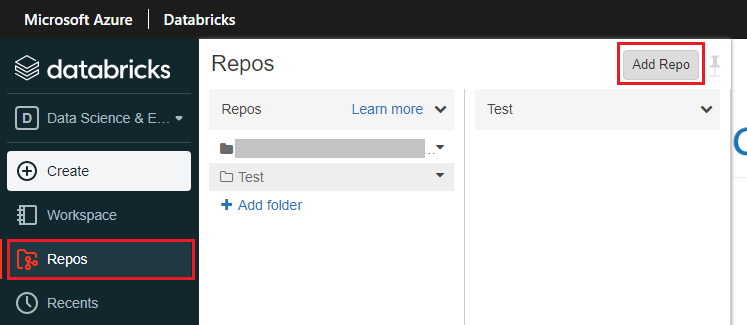 Microsoft Azure Databricks
databricks
Repos
Add Repo
D Data Science & E...
Repos Learn more
Test
Create
...
Test
Workspace
Add folder
Repos
Recents